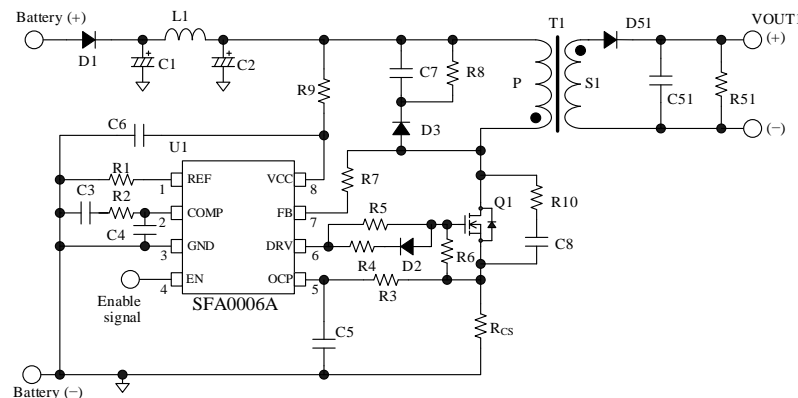 Battery (+)
L1
T1
D51
VOUT1
(+)
D1
C1
C2
C7
R8
P
S1
C51
R51
R9
C6
U1
D3
(−)
R1
REF
VCC
R7
1
8
C3
R2
COMP
FB
R5
Q1
R10
2
7
C4
GND
DRV
R6
C8
3
6
R4
D2
EN
OCP
4
5
R3
Enable
signal
SFA0006A
C5
RCS
Battery (−)